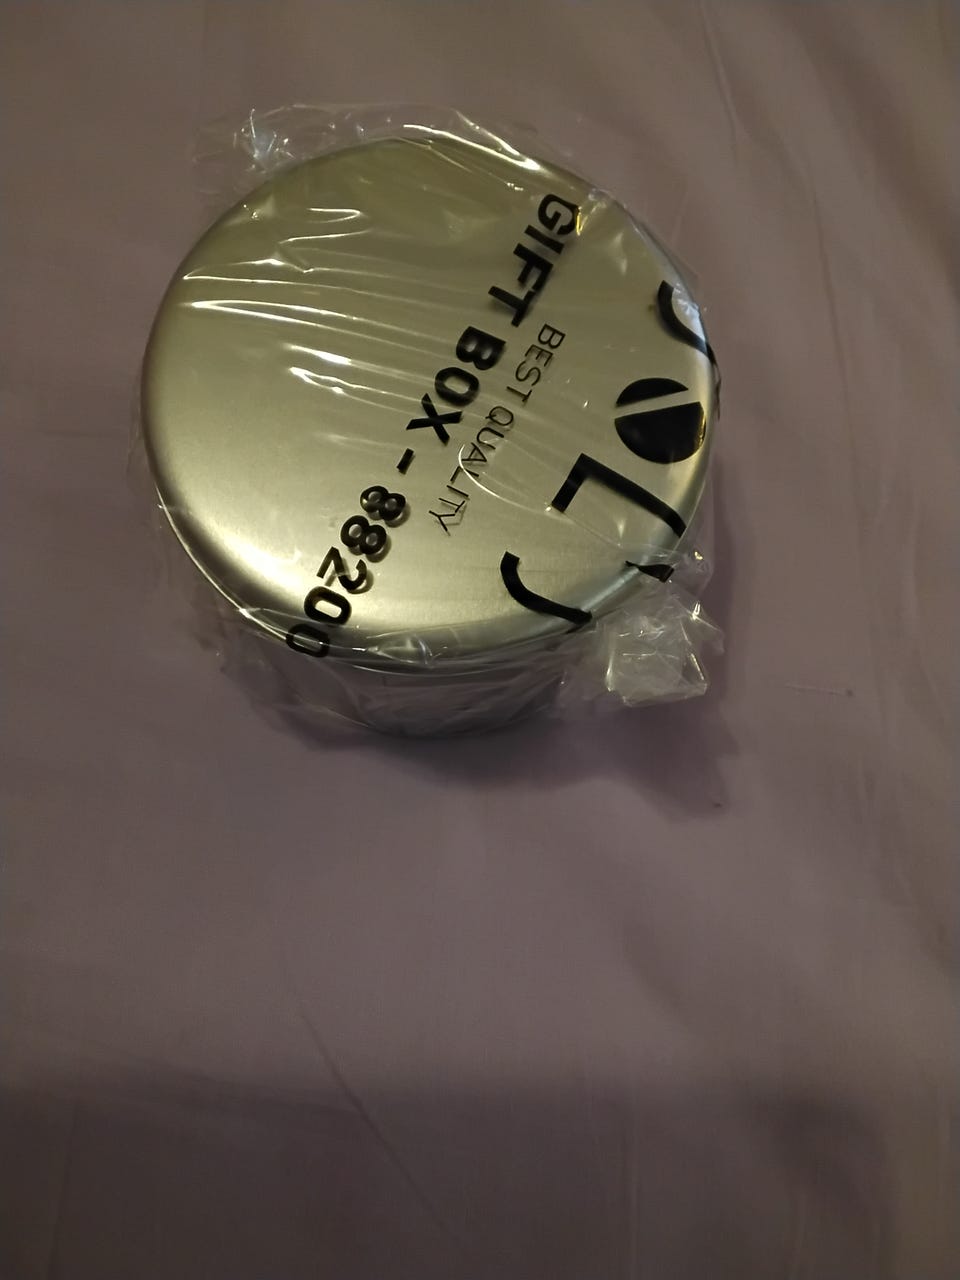 BEST QUALITY
GIFT BOX - 88200